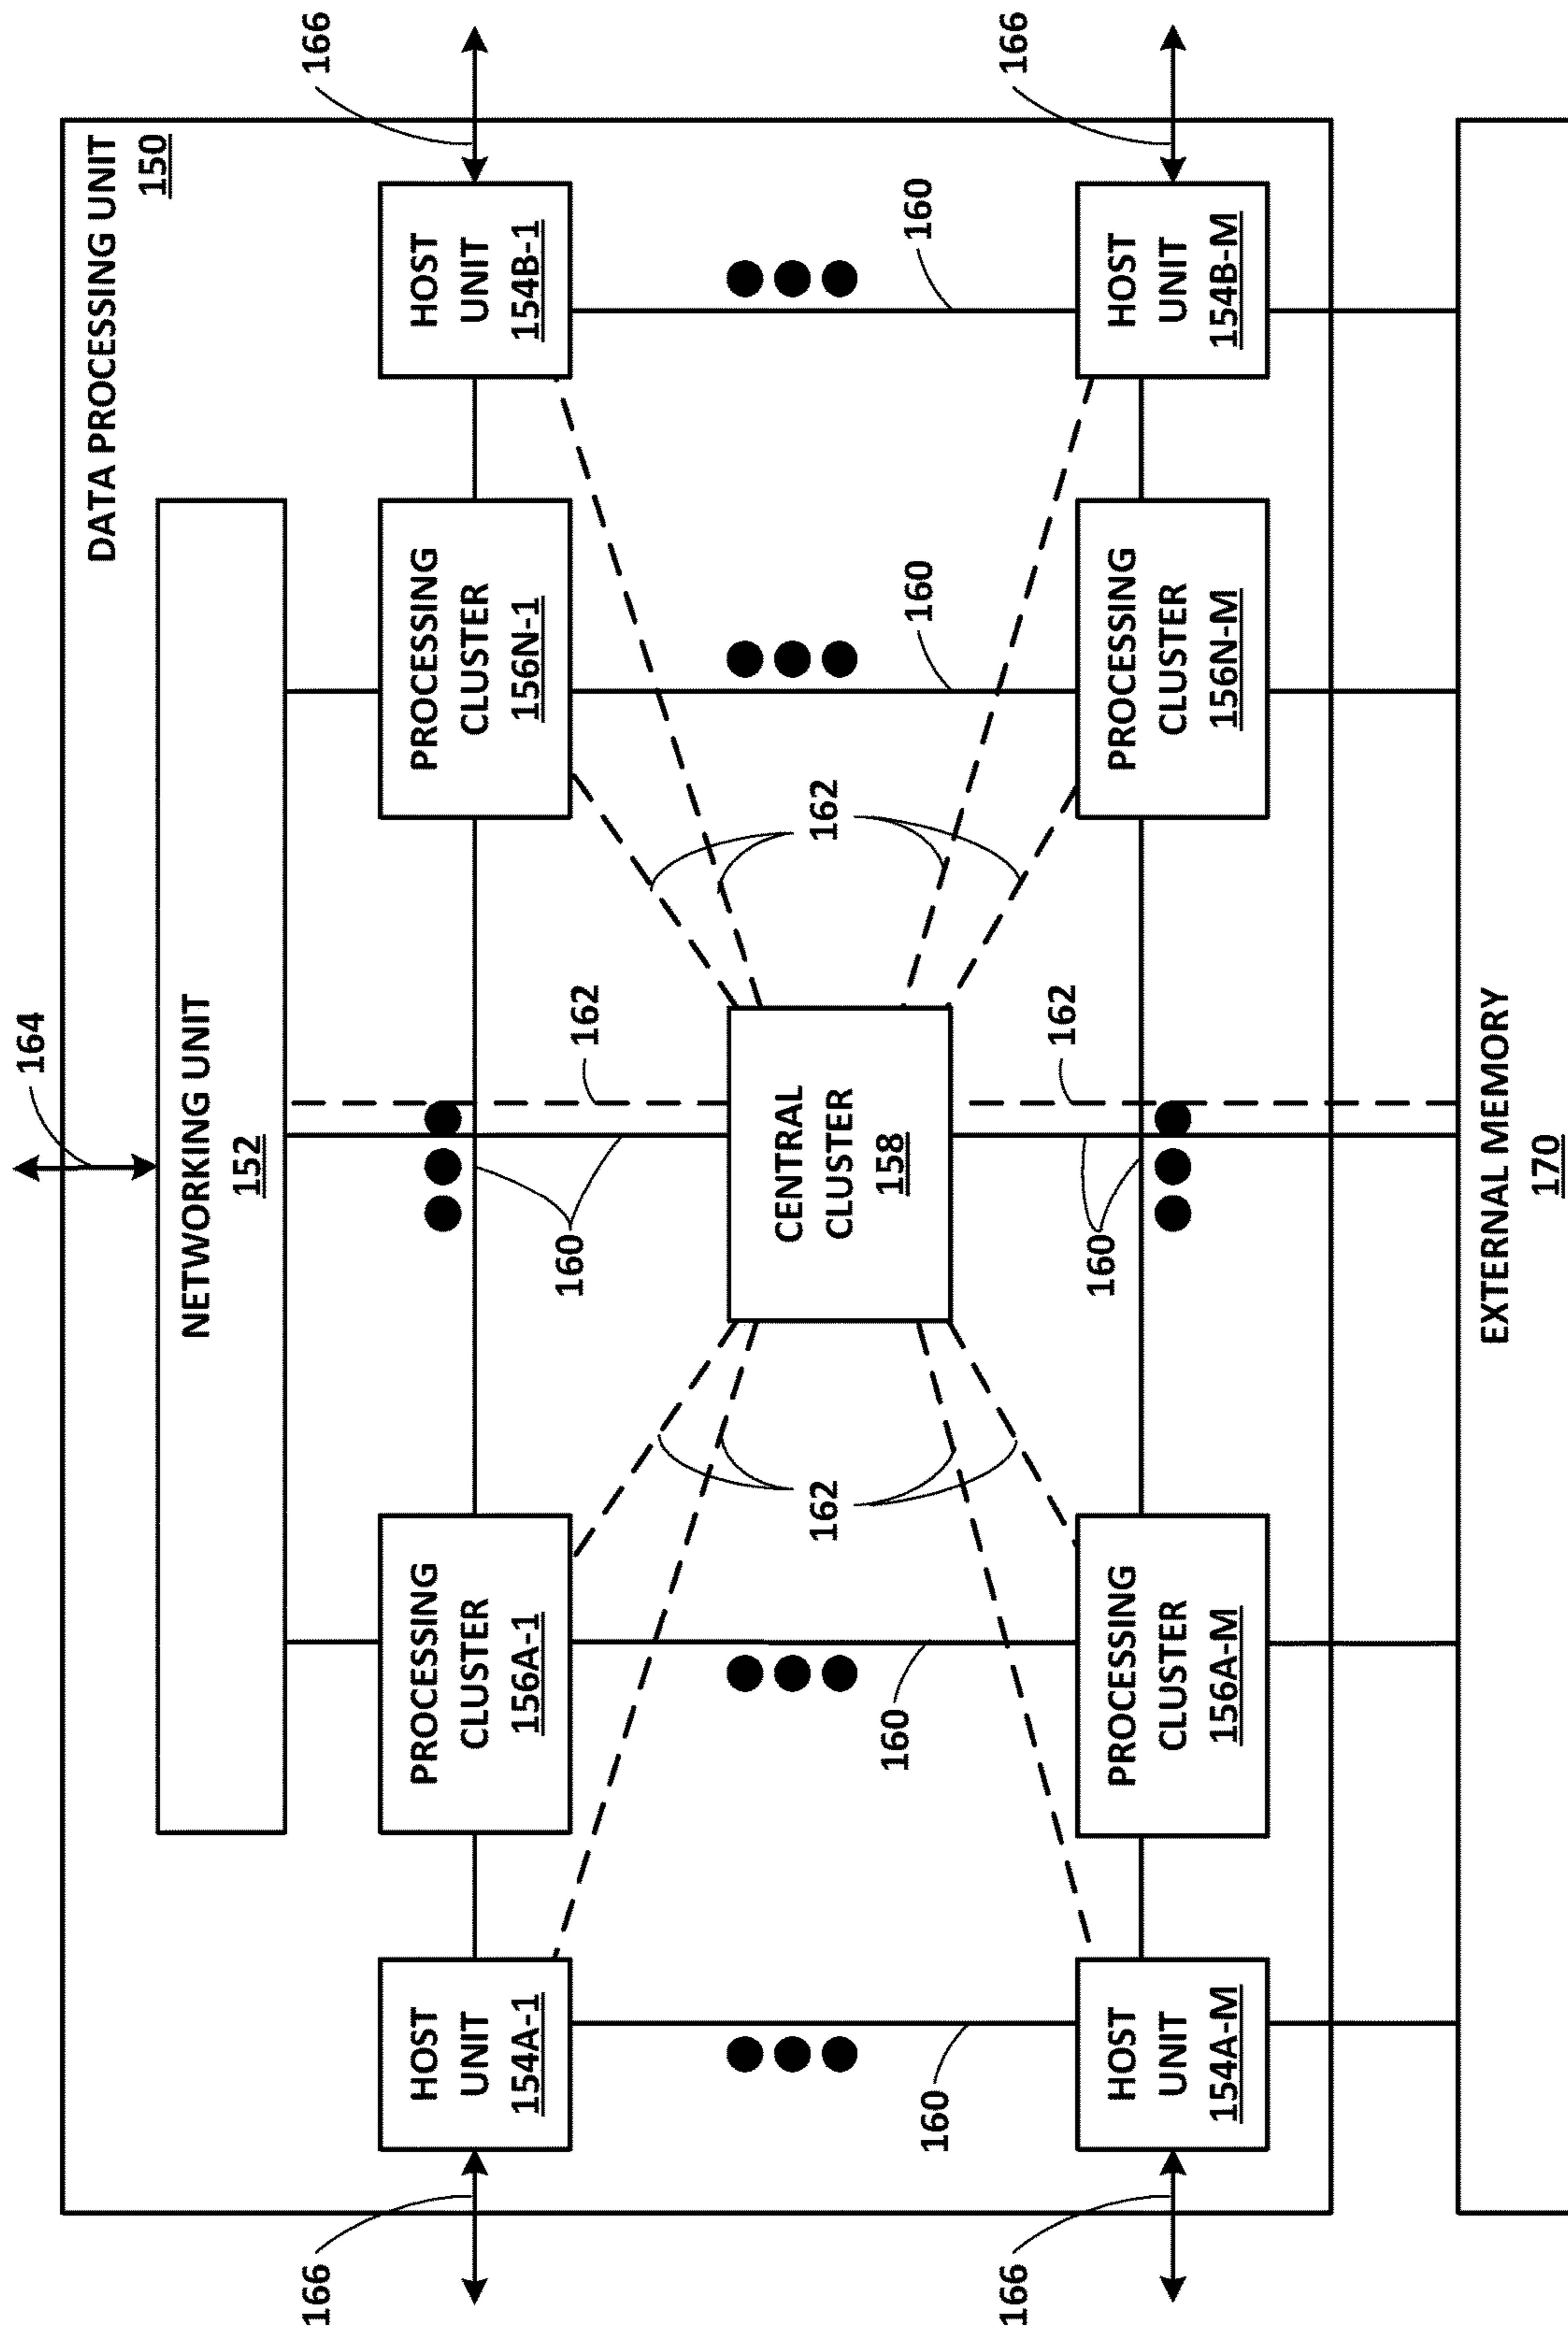 164
DATA PROCESSING UNIT
150
NETWORKING UNIT
152
166
166
HOST
UNIT
154A-1
PROCESSING
CLUSTER
156A-1
160
162
PROCESSING
CLUSTER
156N-1
HOST
UNIT
154B-1
162
CENTRAL
CLUSTER
158
162
160
160
160
160
160
162
166
166
HOST
UNIT
154A-M
PROCESSING
CLUSTER
156A-M
PROCESSING
CLUSTER
156N-M
HOST
UNIT
154B-M
EXTERNAL MEMORY
170